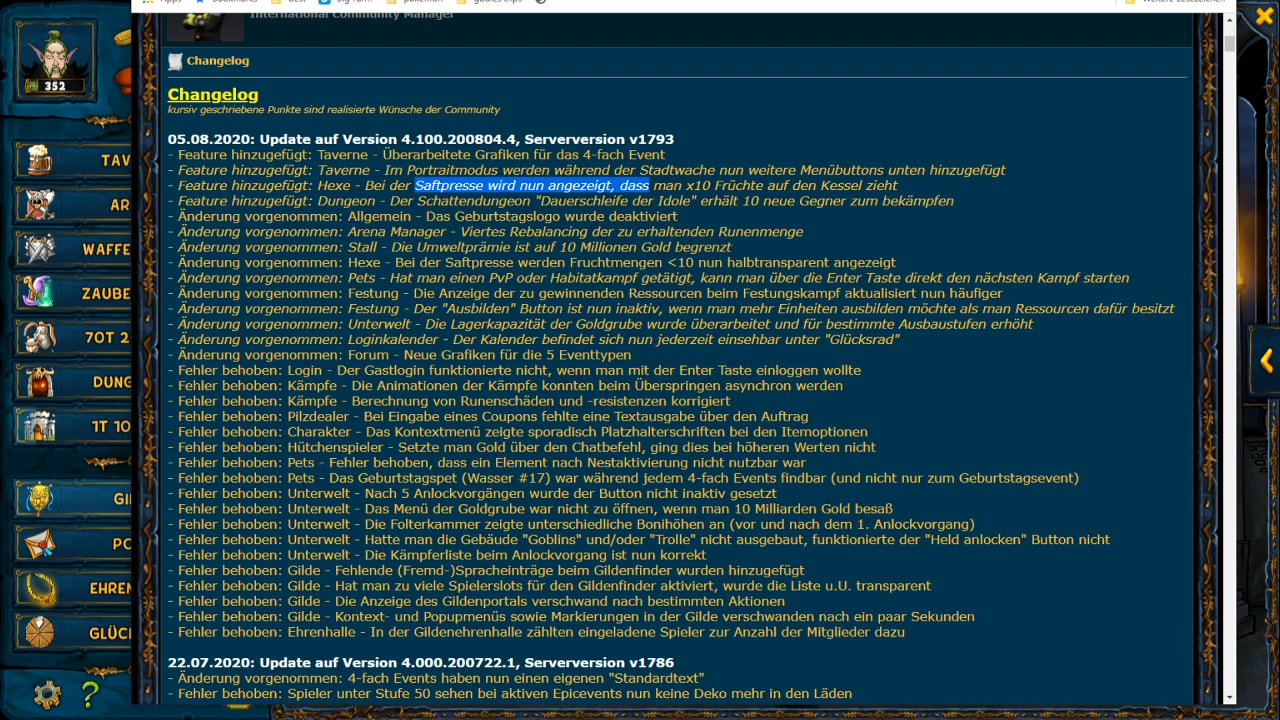 Apps
Bookmarks
Best
Big Farm
pokemon
Weitere Lesezeichen
International Community Manager
352
Changelog
Changelog
kursiv geschriebene Punkte sind realisierte Wünsche der Community
05.08.2020: Update auf Version 4.100.200804.4, Serverversion v1793
- Feature hinzugefügt: Taverne - Überarbeitete Grafiken für das 4-fach Event
- Feature hinzugefügt: Taverne - Im Portraitmodus werden während der Stadtwache nun weitere Menübuttons unten hinzugefügt
- Feature hinzugefügt: Hexe - Bei der Saftpresse wird nun angezeigt, dass man x10 Früchte auf den Kessel zieht
- Feature hinzugefügt: Dungeon - Der Schattendungeon "Dauerschleife der Idole" erhält 10 neue Gegner zum bekämpfen
- Änderung vorgenommen: Allgemein - Das Geburtstagslogo wurde deaktiviert
- Änderung vorgenommen: Arena Manager - Viertes Rebalancing der zu erhaltenden Runenmenge
- Änderung vorgenommen: Stall - Die Umweltprämie ist auf 10 Millionen Gold begrenzt
- Änderung vorgenommen: Hexe - Bei der Saftpresse werden Fruchtmengen <10 nun halbtransparent angezeigt
- Änderung vorgenommen: Pets - Hat man einen PvP oder Habitatkampf getätigt, kann man über die Enter Taste direkt den nächsten Kampf starten
- Änderung vorgenommen: Festung - Die Anzeige der zu gewinnenden Ressourcen beim Festungskampf aktualisiert nun häufiger
- Änderung vorgenommen: Festung - Der "Ausbilden" Button ist nun inaktiv, wenn man mehr Einheiten ausbilden möchte als man Ressourcen dafür besitzt
- Änderung vorgenommen: Unterwelt - Die Lagerkapazität der Goldgrube wurde überarbeitet und für bestimmte Ausbaustufen erhöht
- Änderung vorgenommen: Loginkalender - Der Kalender befindet sich nun jederzeit einsehbar unter "Glücksrad"
- Änderung vorgenommen: Forum - Neue Grafiken für die 5 Eventtypen
- Fehler behoben: Login - Der Gastlogin funktionierte nicht, wenn man mit der Enter Taste einloggen wollte
- Fehler behoben: Kämpfe - Die Animationen der Kämpfe konnten beim Überspringen asynchron werden
- Fehler behoben: Kämpfe - Berechnung von Runenschäden und -resistenzen korrigiert
- Fehler behoben: Pilzdealer - Bei Eingabe eines Coupons fehlte eine Textausgabe über den Auftrag
- Fehler behoben: Charakter - Das Kontextmenü zeigte sporadisch Platzhalterschriften bei den Itemoptionen
- Fehler behoben: Hütchenspieler - Setzte man Gold über den Chatbefehl, ging dies bei höheren Werten nicht
- Fehler behoben: Pets - Fehler behoben, dass ein Element nach Nestaktivierung nicht nutzbar war
- Fehler behoben: Pets - Das Geburtstagspet (Wasser #17) war während jedem 4-fach Events findbar (und nicht nur zum Geburtstagsevent)
- Fehler behoben: Unterwelt - Nach 5 Anlockvorgängen wurde der Button nicht inaktiv gesetzt
- Fehler behoben: Unterwelt - Das Menü der Goldgrube war nicht zu öffnen, wenn man 10 Milliarden Gold besaß
- Fehler behoben: Unterwelt - Die Folterkammer zeigte unterschiedliche Bonihöhen an (vor und nach dem 1. Anlockvorgang)
- Fehler behoben: Unterwelt - Hatte man die Gebäude "Goblins" und/oder "Trolle" nicht ausgebaut, funktionierte der "Held anlocken" Button nicht
- Fehler behoben: Unterwelt - Die Kämpferliste beim Anlockvorgang ist nun korrekt
- Fehler behoben: Gilde - Fehlende (Fremd-)Spracheinträge beim Gildenfinder wurden hinzugefügt
- Fehler behoben: Gilde - Hat man zu viele Spielerslots für den Gildenfinder aktiviert, wurde die Liste u.U. transparent
- Fehler behoben: Gilde - Die Anzeige des Gildenportals verschwand nach bestimmten Aktionen
- Fehler behoben: Gilde - Kontext- und Popupmenüs sowie Markierungen in der Gilde verschwanden nach ein paar Sekunden
- Fehler behoben: Ehrenhalle - In der Gildenehrenhalle zählten eingeladene Spieler zur Anzahl der Mitglieder dazu
22.07.2020: Update auf Version 4.000.200722.1, Serverversion v1786
- Änderung vorgenommen: 4-fach Events haben nun einen eigenen "Standardtext"
- Fehler behoben: Spieler unter Stufe 50 sehen bei aktiven Epicevents nun keine Deko mehr in den Läden
TAV
AR
WAFFE
ZAUBE
7OT 2
DUNG
1T 10
GI
PO
EHREN
GLÜC
?